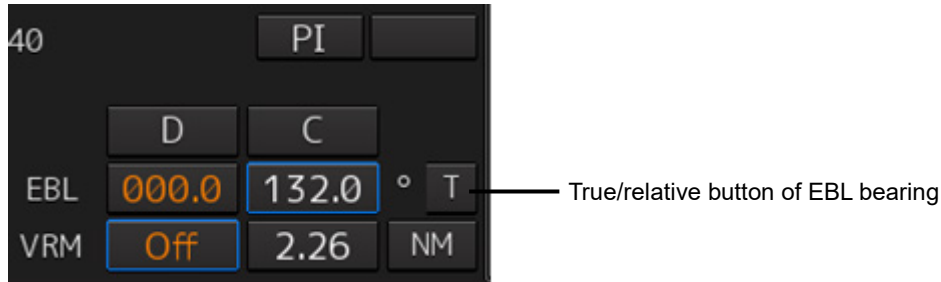 40 PI
D C
EBL 000.0 132.0 ° T True/relative button of EBL bearing
VRM Off 2.26 NM